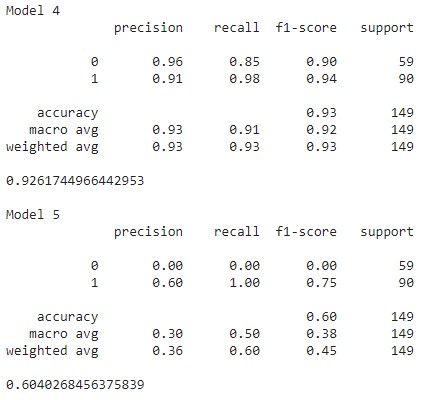 Model 4
precision recall f1-score support
0 0.96 0.85 0.90 59
1 0.91 0.98 0.94 90
accuracy 0.93 149
macro avg 0.93 0.91 0.92 149
weighted avg 0.93 0.93 0.93 149
0.9261744966442953
Model 5
precision recall f1-score support
0 0.00 0.00 0.00 59
1 0.60 1.00 0.75 90
accuracy 0.60 149
macro avg 0.30 0.50 0.38 149
weighted avg 0.36 0.60 0.45 149
0.6040268456375839